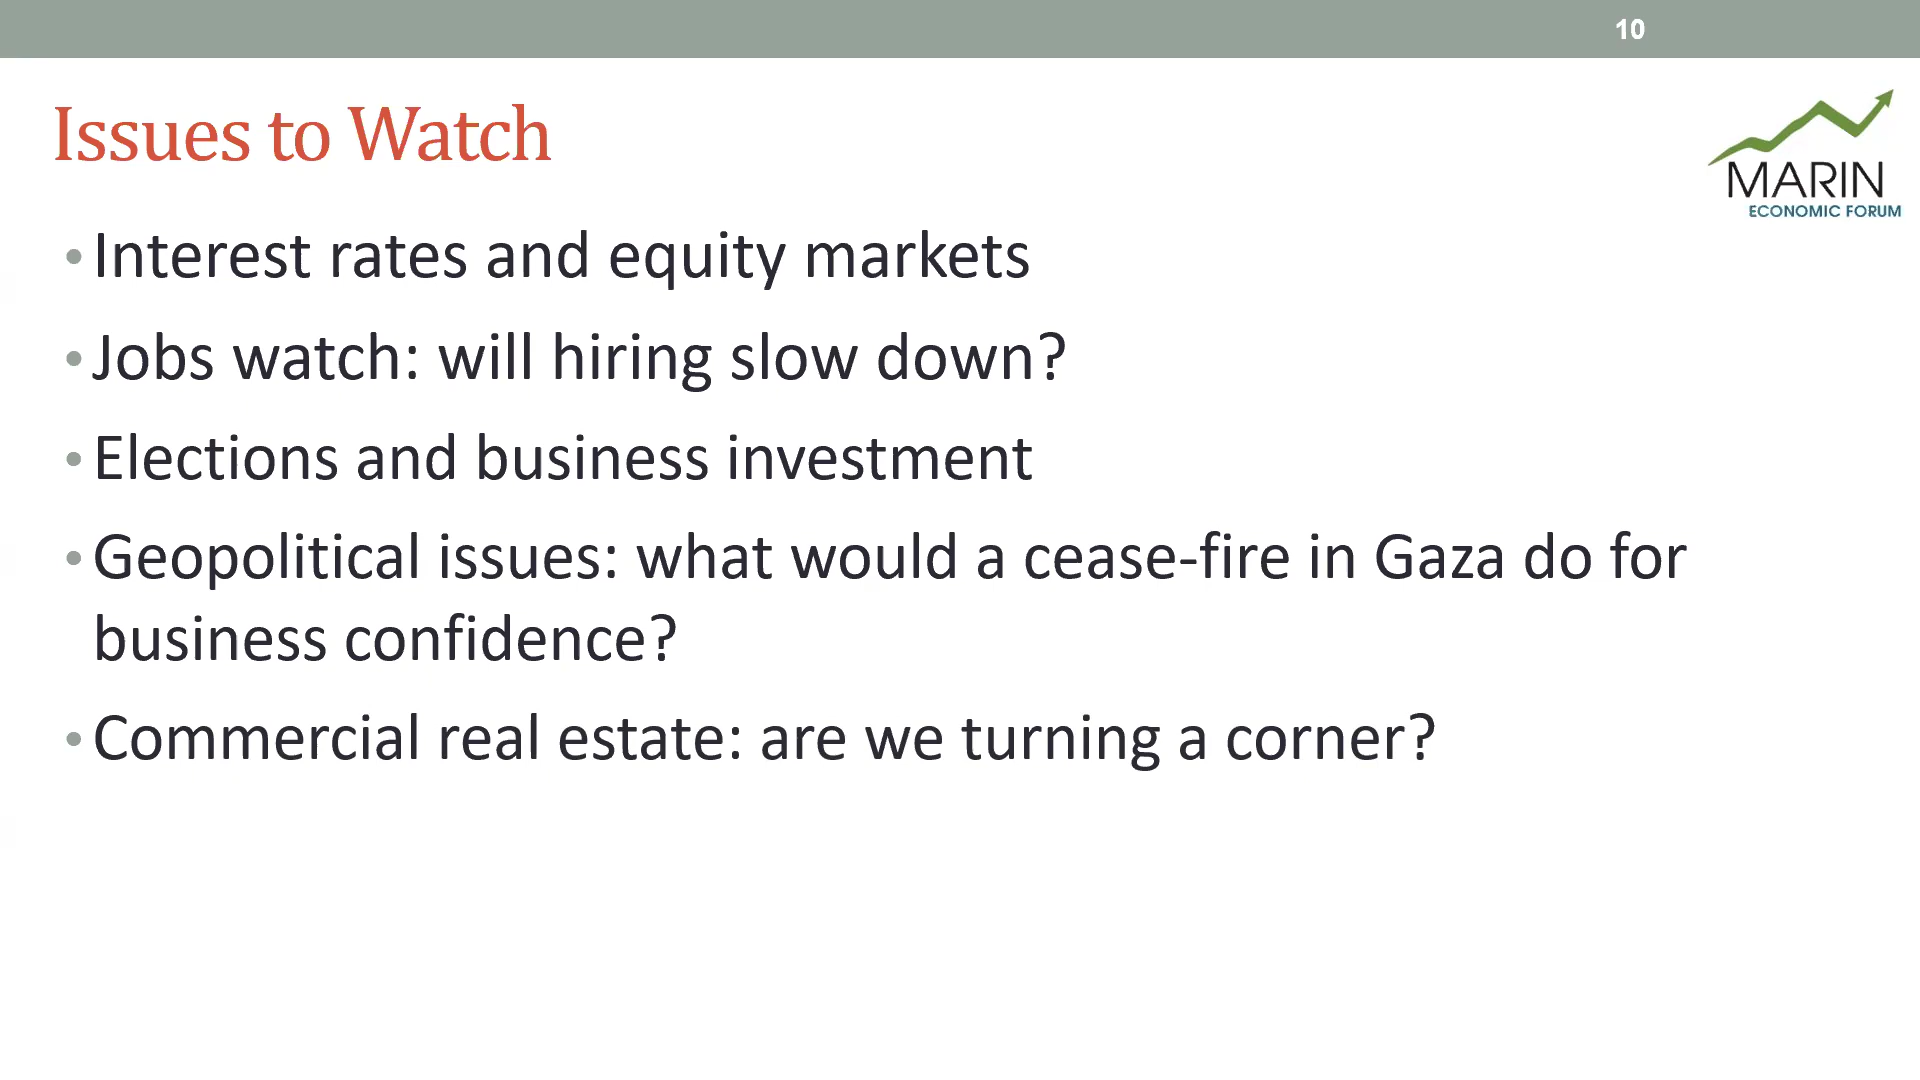 10
Issues to Watch
MARIN
ECONOMIC FORUM
• Interest rates and equity markets
• Jobs watch: will hiring slow down?
• Elections and business investment
• Geopolitical issues: what would a cease-fire in Gaza do for
business confidence?
• Commercial real estate: are we turning a corner?